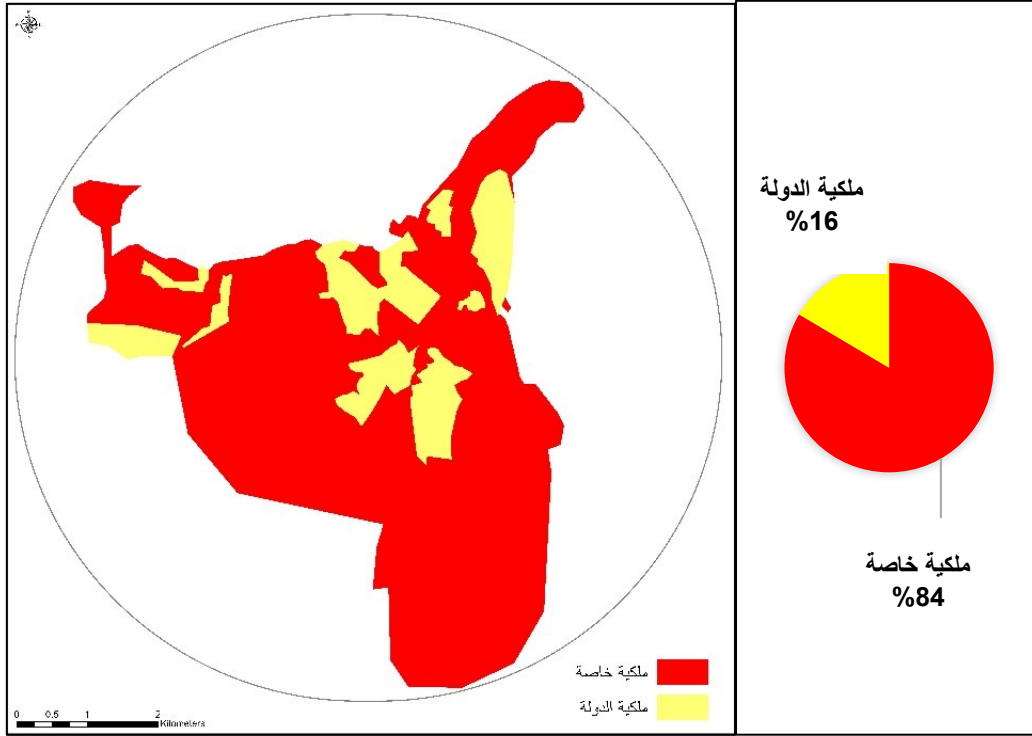 ملكية الدولة
%16
ملكية خاصة
%84
ملكية خاصة
ملكية الدولة
0 0.5 1 2
Kilometers